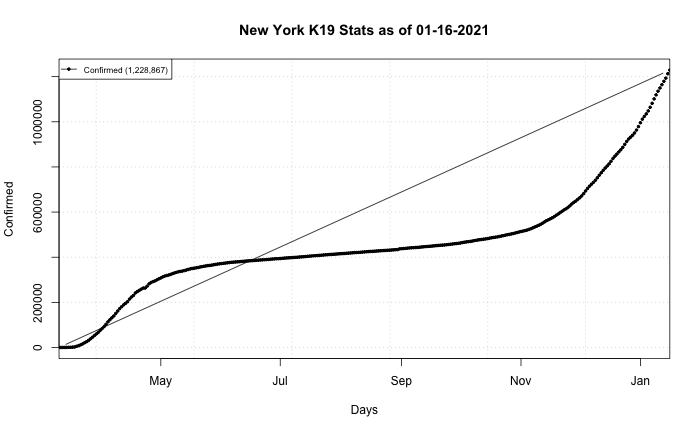 New York K19 Stats as of 01-16-2021
Confirmed (1,228,867)
Confirmed
1000000
600000
200000
0
May Jul Sep Nov Jan
Days